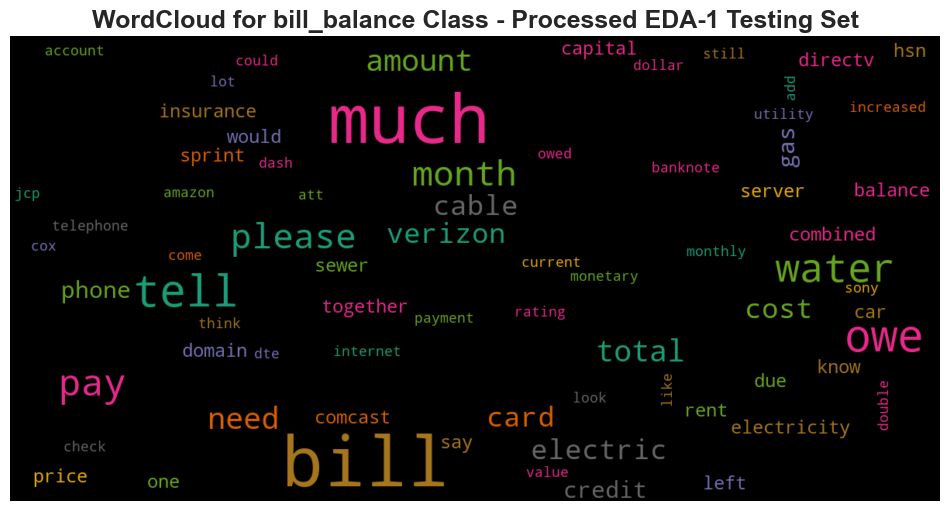 WordCloud for bill_balance Class - Processed EDA-1 Testing Set
account
could
amount
capital
dollar
still
directv
hsn
lot
add
insurance
much
utility
increased
would
sprint
dash
owed
gas
banknote
month
server
balance
jcp
amazon
att
cable
telephone
please
verizon
combined
cox
come
sewer
current
monetary
monthly
water
sony
phone
tell
together
payment
rating
cost
car
think
owe
domain
dte
internet
total
know
pay
due
like
look
double
need
comcast
card
rent
electricity
check
bill
say
electric
price
one
value
credit
left